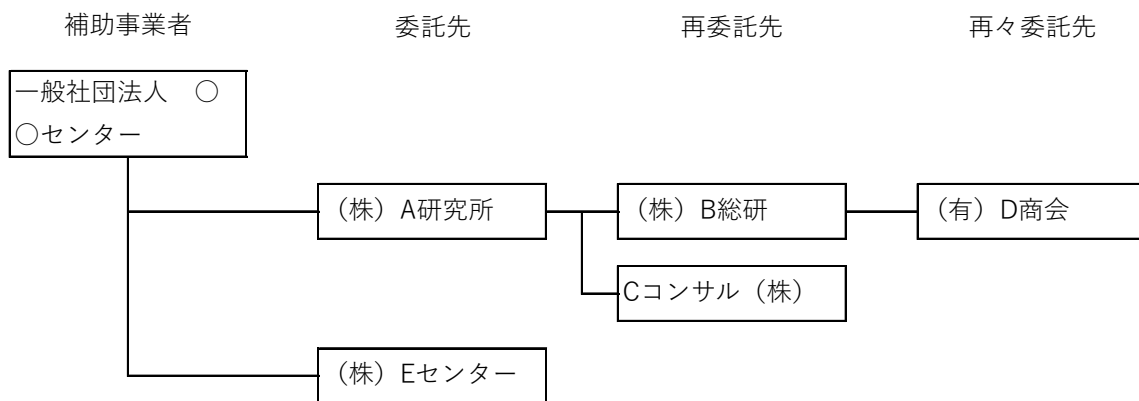 補助事業者
委託先
再委託先
再々委託先
一般社団法人　○
○センター
（株）A研究所
（株）B総研
（有）D商会
Cコンサル（株）
（株）Eセンター